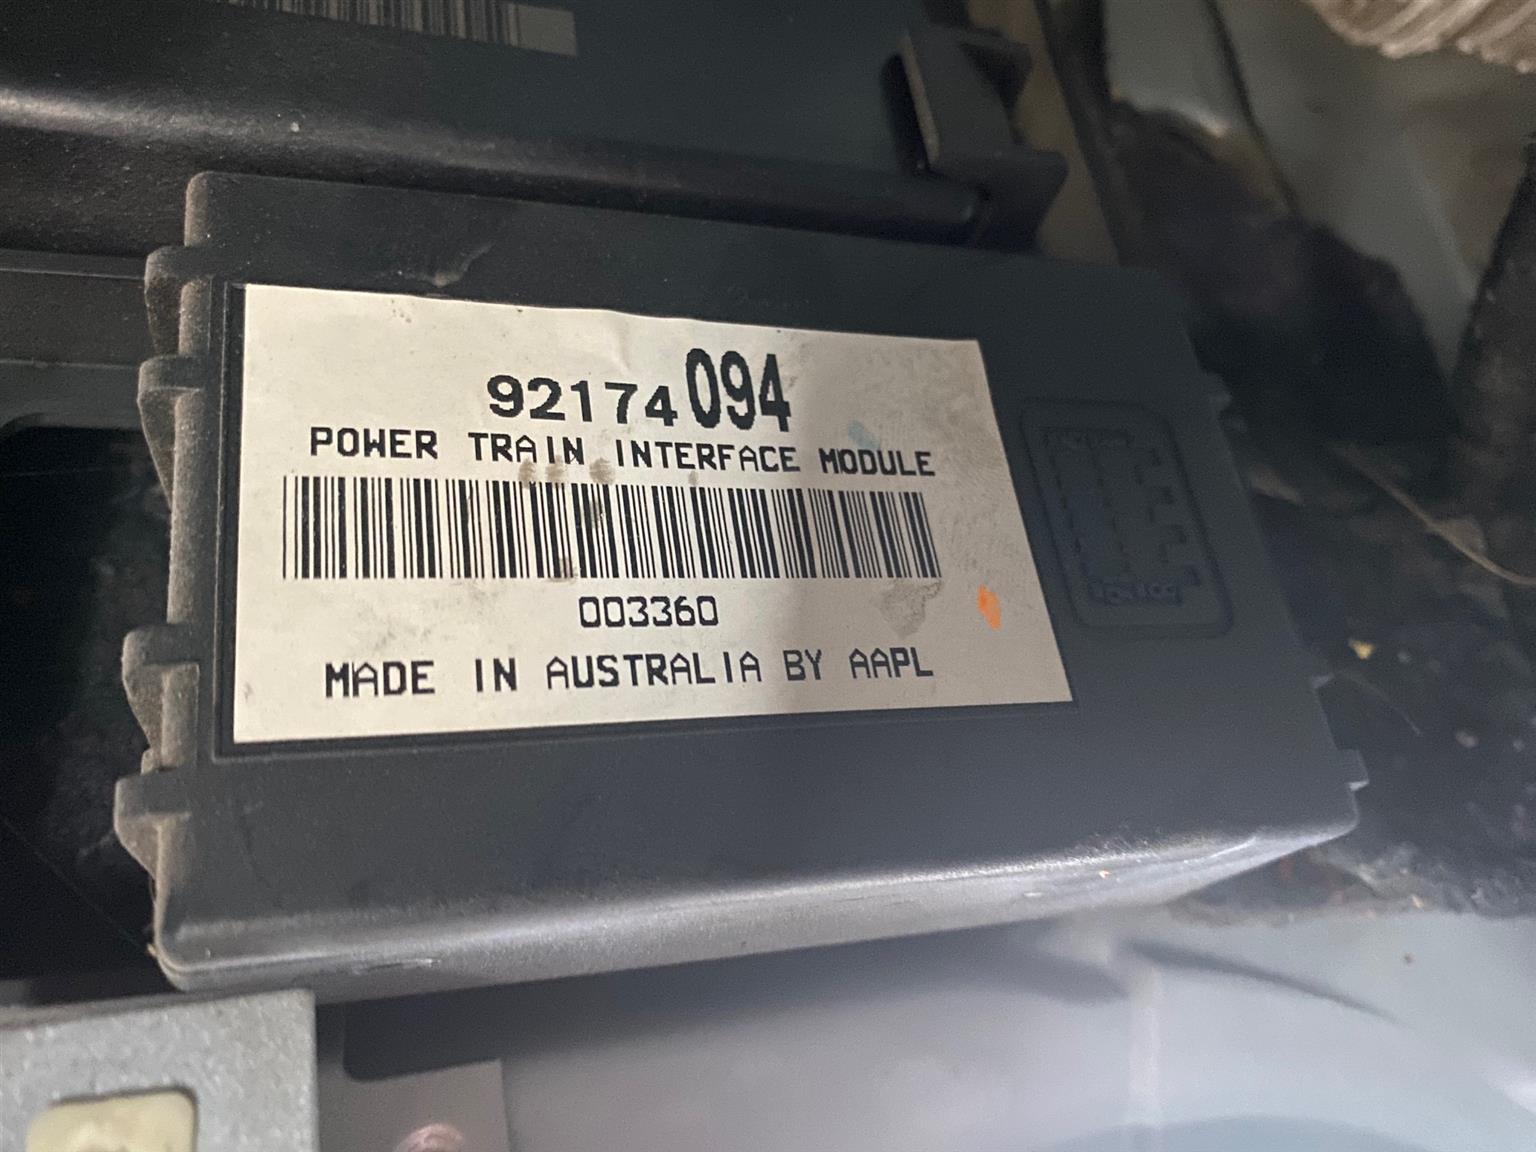 92174094
POWER TRAIN INTERFACE MODULE
003360
MADE IN AUSTRALIA BY AAPL